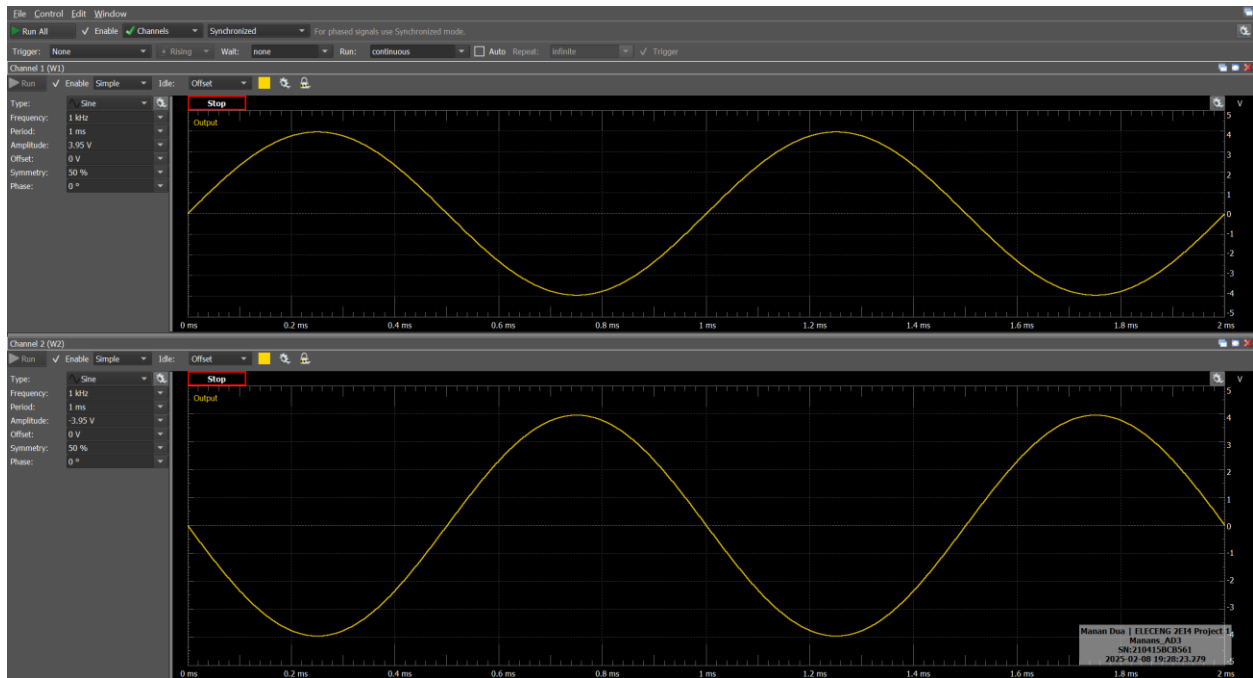 File Control Edit Window
Run All Enable Channels Synchronized For phased signals use Synchronized mode.
Trigger: None Rising Wait: none Run: continuous Auto Repeat: infinite Trigger
Channel 1 (W1)
Run Enable Simple Idle: Offset
Type: Sine
Frequency: 1 kHz
Period: 1 ms
Amplitude: 3.95 V
Offset: 0 V
Symmetry: 50 %
Phase: 0 °
Stop
Output
V
5
4
3
2
1
0
-1
-2
-3
-4
-5
0 ms 0.2 ms 0.4 ms 0.6 ms 0.8 ms 1 ms 1.2 ms 1.4 ms 1.6 ms 1.8 ms 2 ms
Channel 2 (W2)
Run Enable Simple Idle: Offset
Type: Sine
Frequency: 1 kHz
Period: 1 ms
Amplitude: -3.95 V
Offset: 0 V
Symmetry: 50 %
Phase: 0 °
Stop
Output
V
5
4
3
2
1
0
-1
-2
-3
-4
-5
Manan Dua | ELECENG 2EI4 Project 1
Manans_AD3
SN:210415BCB561
2025-02-08 19:28:23.279
0 ms 0.2 ms 0.4 ms 0.6 ms 0.8 ms 1 ms 1.2 ms 1.4 ms 1.6 ms 1.8 ms 2 ms